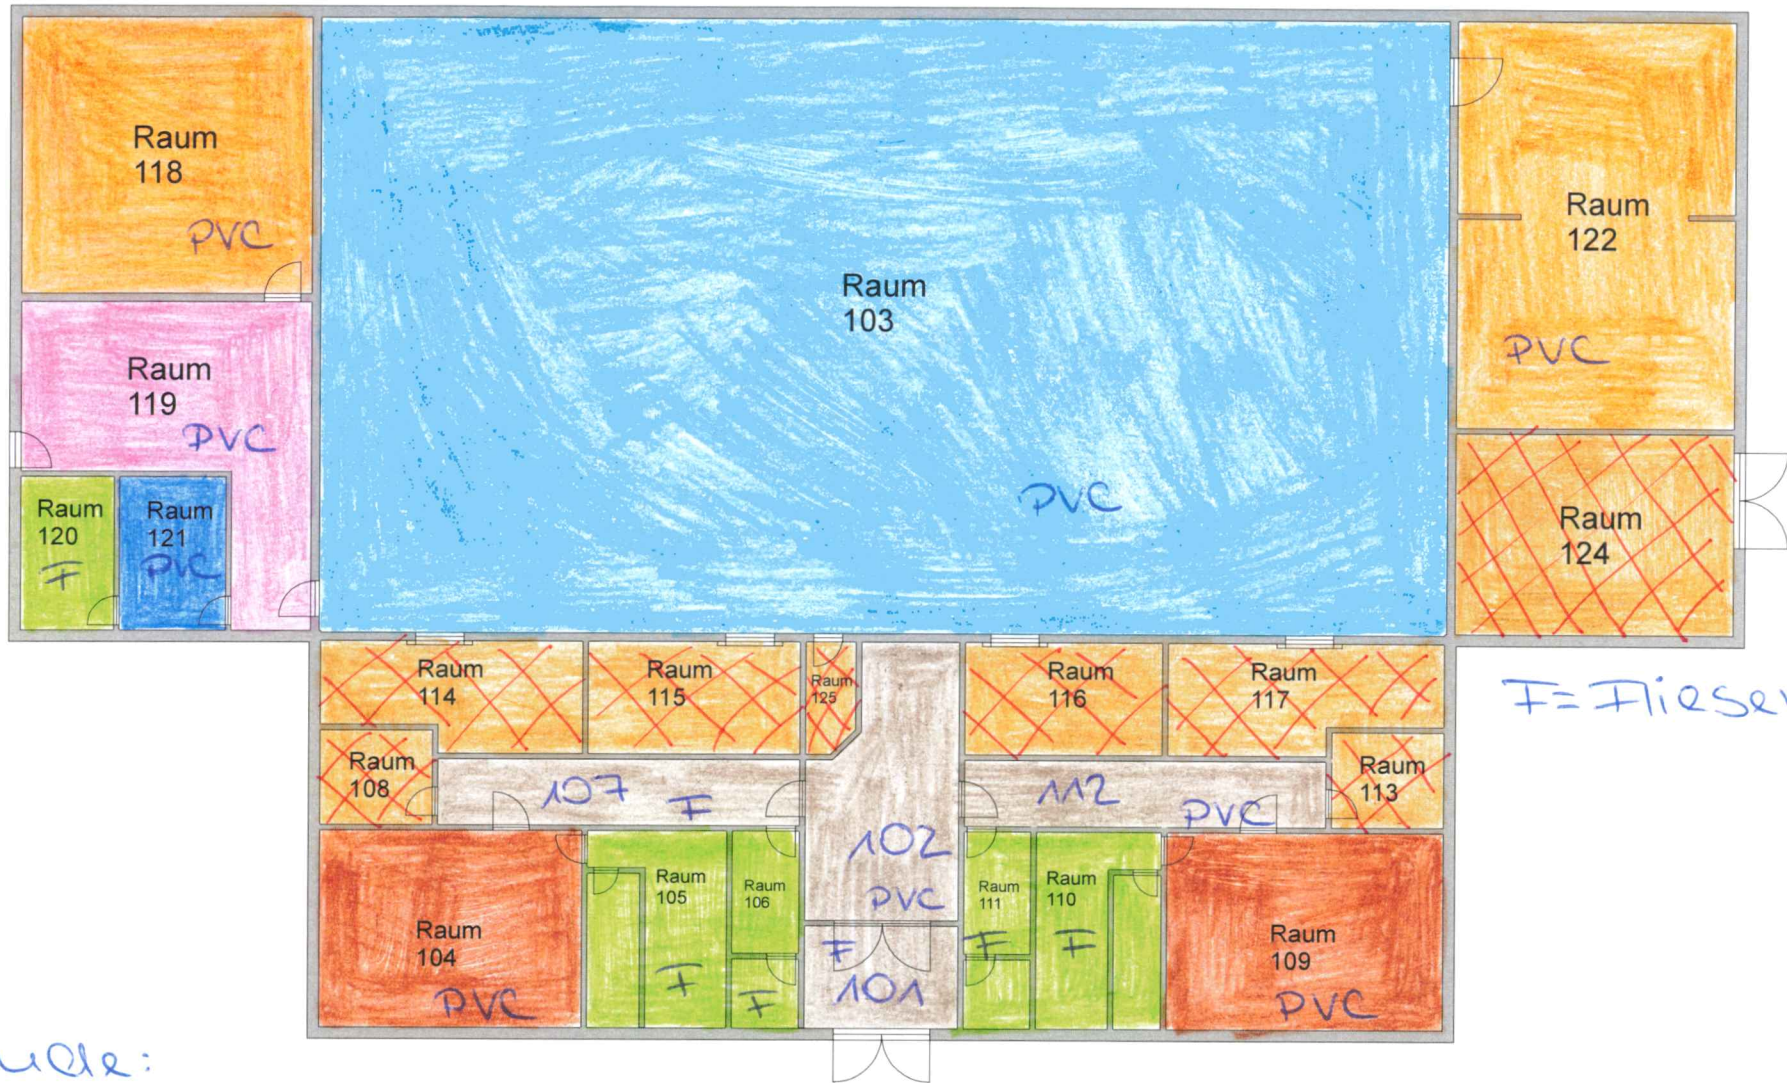 Raum
118
PVC
Raum
119
PVC
Raum
120
F
Raum
121
PVC
Raum
103
PVC
Raum
122
PVC
Raum
124
F = Fliesen
Raum
114
Raum
115
Raum
125
Raum
116
Raum
117
Raum
108
107 F
102
PVC
112
PVC
Raum
113
Raum
104
PVC
Raum
105
F
Raum
106
F
F
101
Raum
111
F
Raum
110
F
Raum
109
PVC